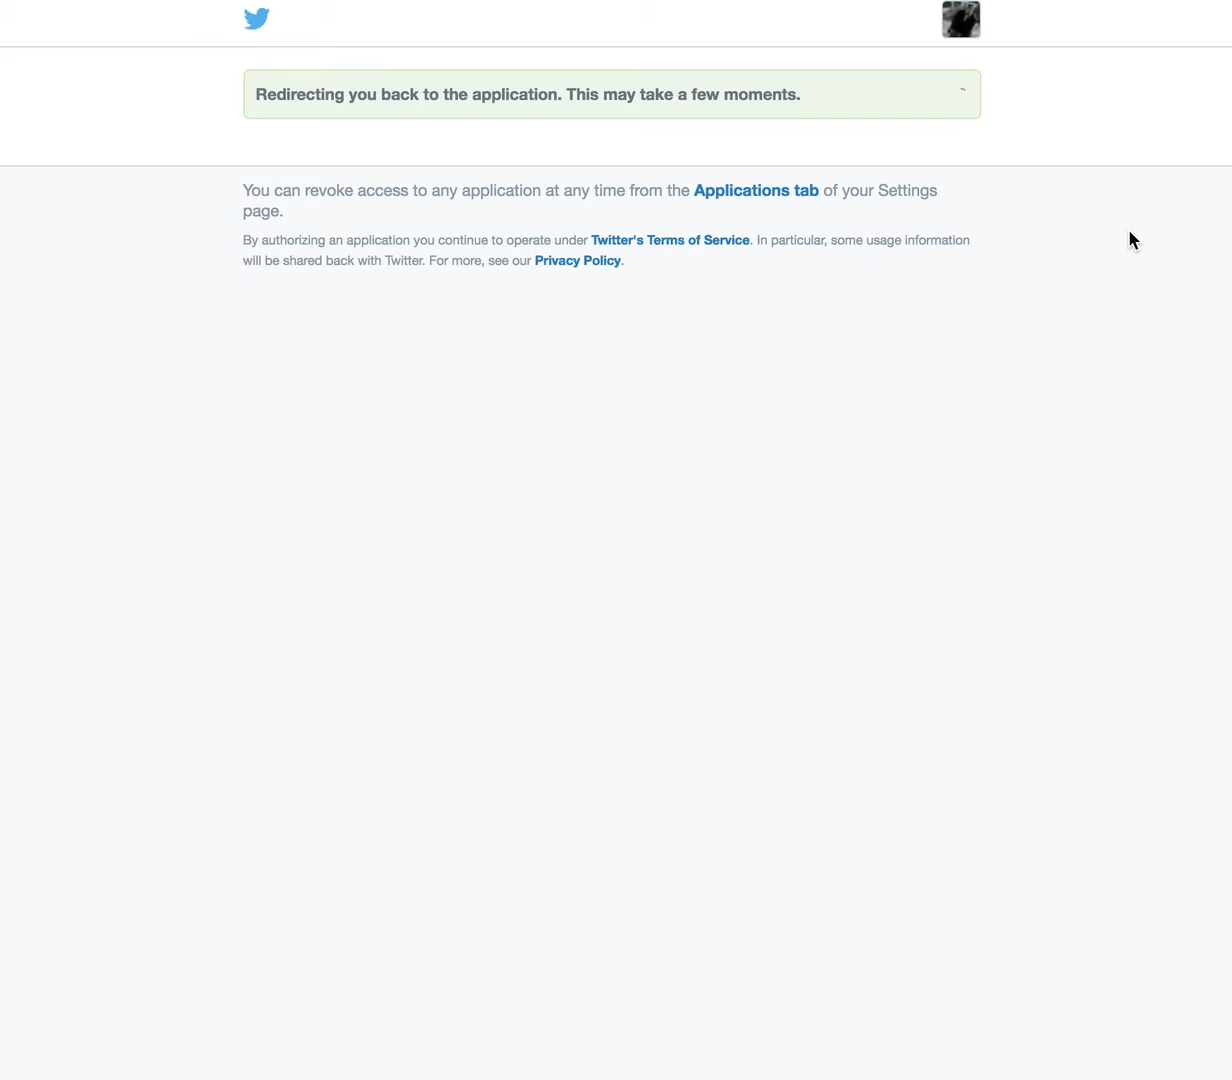 Redirecting you back to the application. This may take a few moments.
You can revoke access to any application at any time from the Applications tab of your Settings
page.
By authorizing an application you continue to operate under Twitter's Terms of Service. In particular, some usage information
will be shared back with Twitter. For more, see our Privacy Policy.